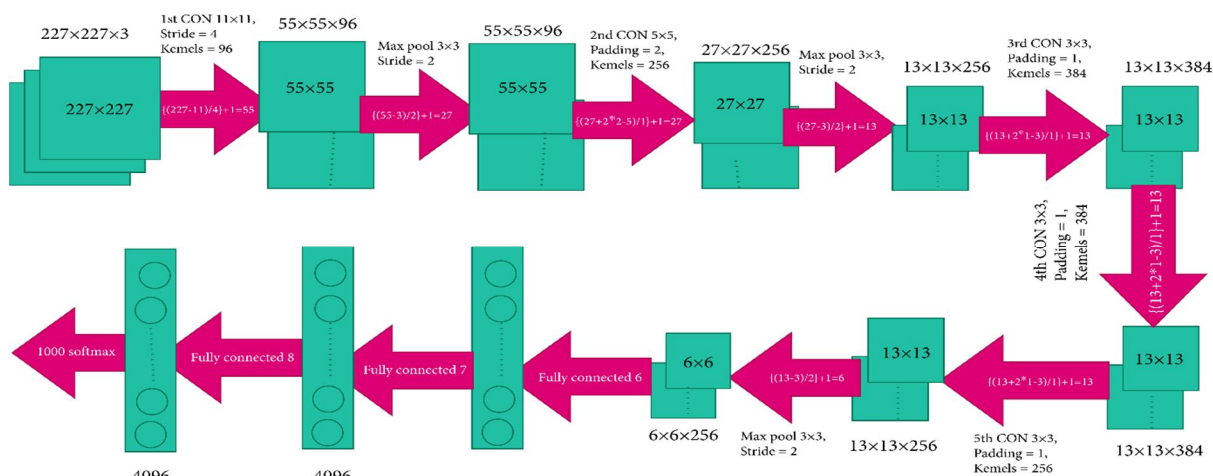 227×227×3
227×227
1st CON 11×11,
Stride = 4
Kemels = 96
{(227-11)/4}+1=55
55×55×96
55×55
Max pool 3×3
Stride = 2
{(55-3)/2}+1=27
55×55×96
55×55
2nd CON 5×5,
Padding = 2,
Kemels = 256
{(27+2*2-5)/1}+1=27
27×27×256
27×27
Max pool 3×3,
Stride = 2
{(27-3)/2}+1=13
13×13×256
13×13
3rd CON 3×3,
Padding = 1,
Kemels = 384
{(13+2*1-3)/1}+1=13
13×13×384
13×13
4th CON 3×3,
Padding = 1,
Kemels = 384
{(13+2*1-3)/1}+1=13
13×13
13×13×384
{(13+2*1-3)/1}+1=13
5th CON 3×3,
Padding = 1,
Kemels = 256
13×13
13×13×256
{(13-3)/2}+1=6
Max pool 3×3,
Stride = 2
6×6
6×6×256
Fully connected 6
Fully connected 7
4096
Fully connected 8
4096
1000 softmax